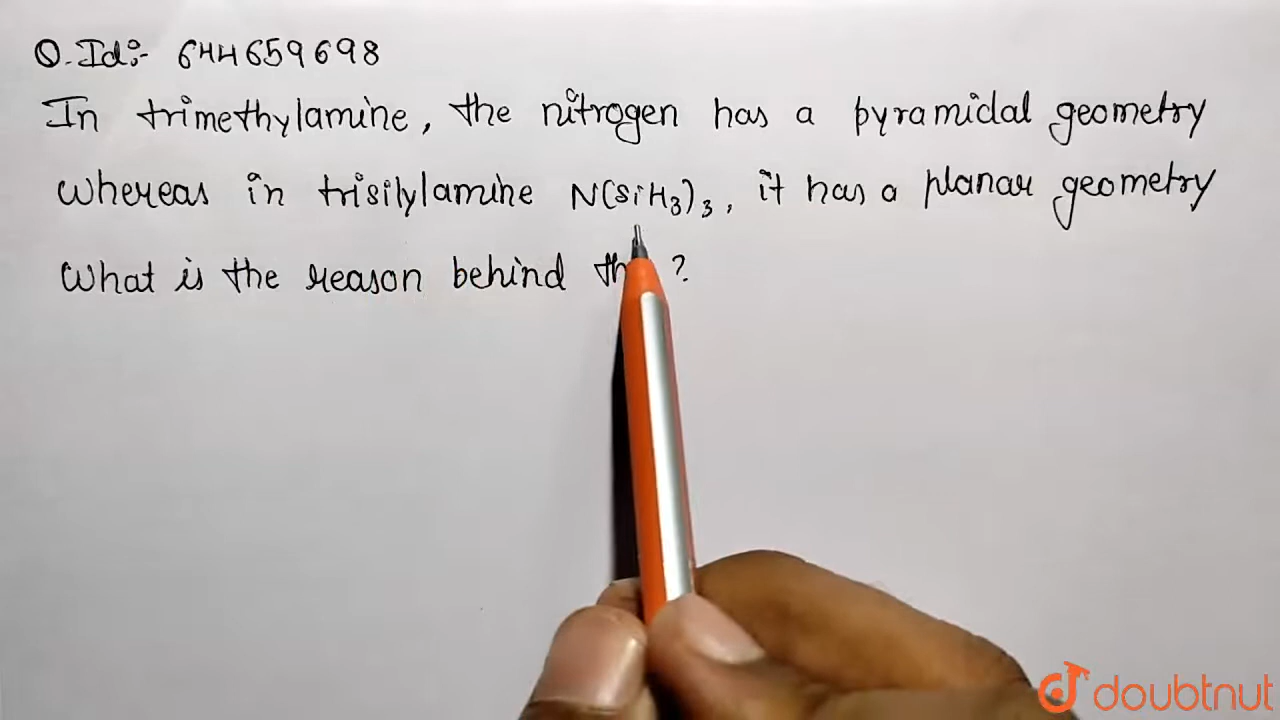 Q. Id:- 644659698
In trimethylamine, the nitrogen has a pyramidal geometry
whereas in trisilylamine N(SiH3)3, it has a planar geometry
What is the reason behind ?
doubtnut